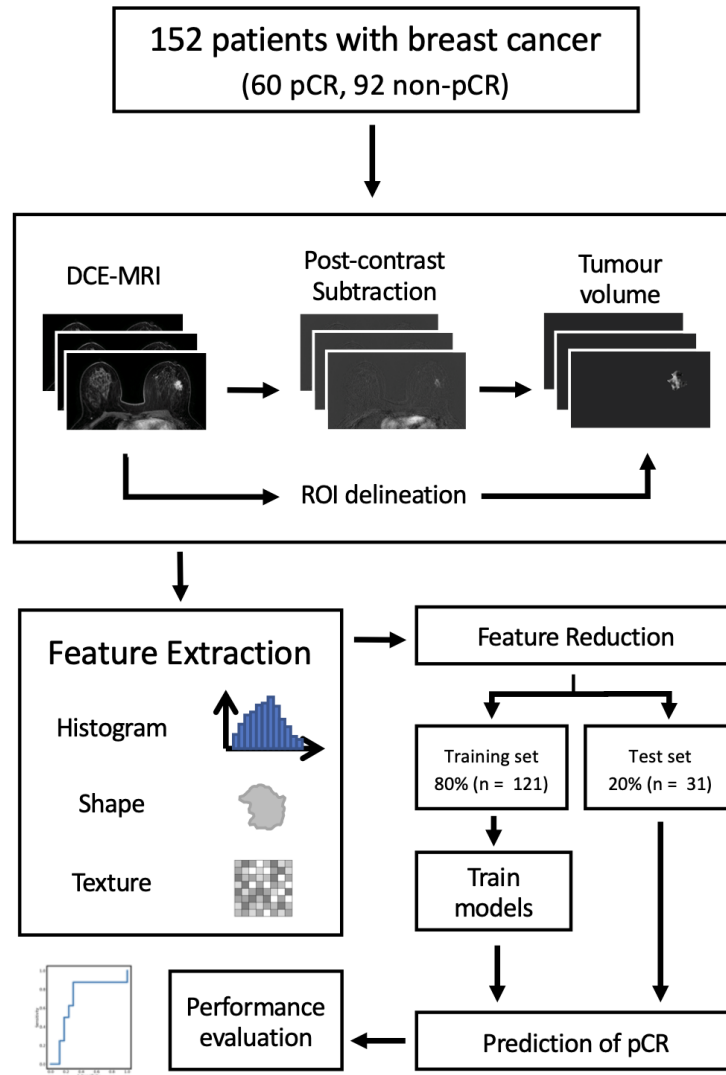 152 patients with breast cancer
(60 pCR, 92 non-pCR)
DCE-MRI
Post-contrast
Subtraction
Tumour
volume
ROI delineation
Feature Extraction
Histogram
Shape
Texture
Feature Reduction
Training set
80% (n = 121)
Test set
20% (n = 31)
Train
models
Performance
evaluation
Prediction of pCR